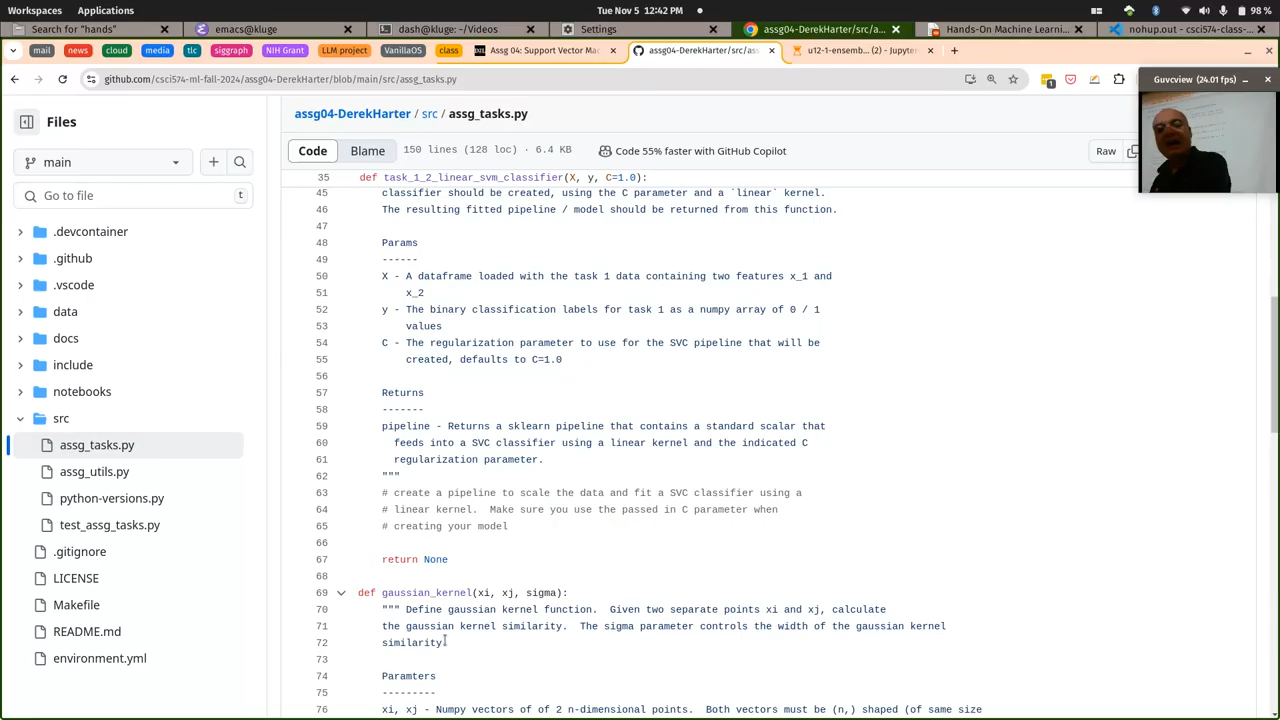 Activities
Applications
Tue Nov 5 12:42 PM
98 %
Search for "hands"
emacs@kluge
dash@kluge: ~/Videos
Settings
assg04-DerekHarter/src/a...
Hands-On Machine Learnin...
nohup.out - csci574-class-...
mail
news
cloud
media
tlc
siggraph
NIH Grant
LLM project
VanillaOS
class
Assg 04: Support Vector Mac
assg04-DerekHarter/src/ass
u12-1-ensemb... (2) - Jupyte
github.com/csci574-ml-fall-2024/assg04-DerekHarter/blob/main/src/assg_tasks.py
1
Guvcview (24.01 fps)
Files
main
Go to file
t
.devcontainer
.github
.vscode
data
docs
include
notebooks
src
assg_tasks.py
assg_utils.py
python-versions.py
test_assg_tasks.py
.gitignore
LICENSE
Makefile
README.md
environment.yml
assg04-DerekHarter / src / assg_tasks.py
Code
Blame
150 lines (128 loc) · 6.4 KB
Code 55% faster with GitHub Copilot
Raw
35 def task_1_2_linear_svm_classifier(X, y, C=1.0):
45 classifier should be created, using the C parameter and a `linear` kernel.
46 The resulting fitted pipeline / model should be returned from this function.
47
48 Params
49 ------
50 X - A dataframe loaded with the task 1 data containing two features x_1 and
51 x_2
52 y - The binary classification labels for task 1 as a numpy array of 0 / 1
53 values
54 C - The regularization parameter to use for the SVC pipeline that will be
55 created, defaults to C=1.0
56
57 Returns
58 -------
59 pipeline - Returns a sklearn pipeline that contains a standard scalar that
60 feeds into a SVC classifier using a linear kernel and the indicated C
61 regularization parameter.
62 """
63 # create a pipeline to scale the data and fit a SVC classifier using a
64 # linear kernel. Make sure you use the passed in C parameter when
65 # creating your model
66
67 return None
68
69 def gaussian_kernel(xi, xj, sigma):
70 """ Define gaussian kernel function. Given two separate points xi and xj, calculate
71 the gaussian kernel similarity. The sigma parameter controls the width of the gaussian kernel
72 similarity
73
74 Paramters
75 ---------
76 xi, xj - Numpy vectors of of 2 n-dimensional points. Both vectors must be (n,) shaped (of same size